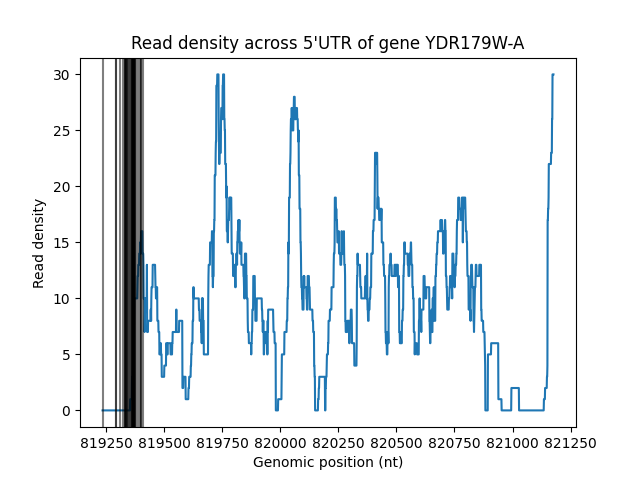 Read density across 5'UTR of gene YDR179W-A
30
25
20
15
10
5
0
Read density
819250 819500 819750 820000 820250 820500 820750 821000 821250
Genomic position (nt)